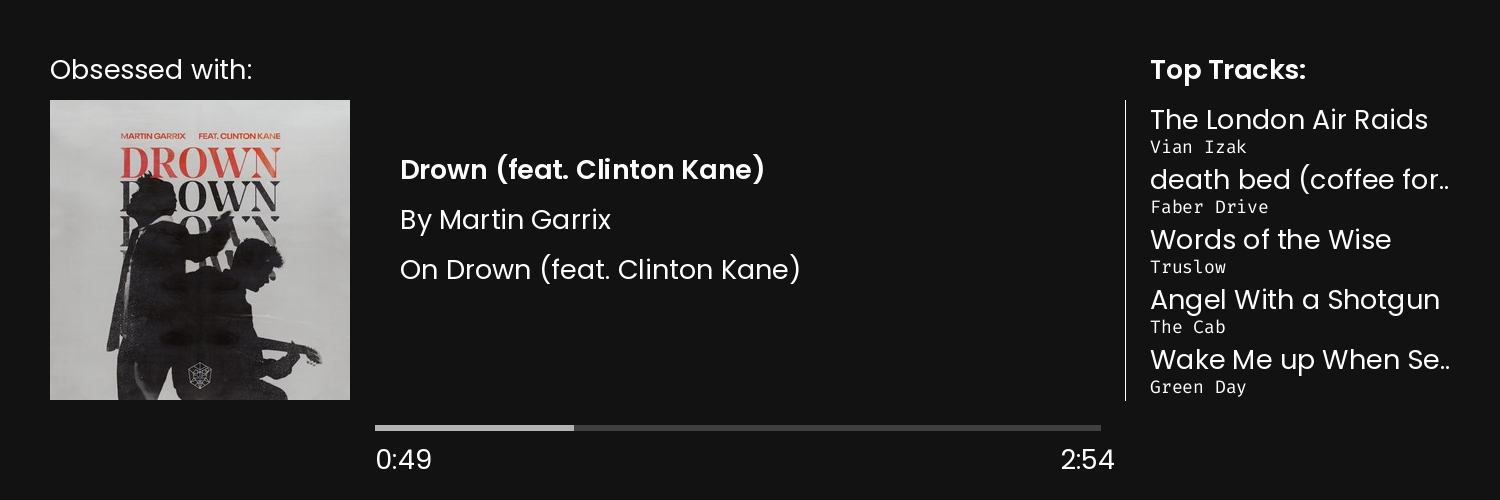 Obsessed with:
MARTIN GARRIX FEAT. CLINTON KANE
DROWN
DROWN
DROWN
Drown (feat. Clinton Kane)
By Martin Garrix
On Drown (feat. Clinton Kane)
0:49
2:54
Top Tracks:
The London Air Raids
Vian Izak
death bed (coffee for..
Faber Drive
Words of the Wise
Truslow
Angel With a Shotgun
The Cab
Wake Me up When Se..
Green Day